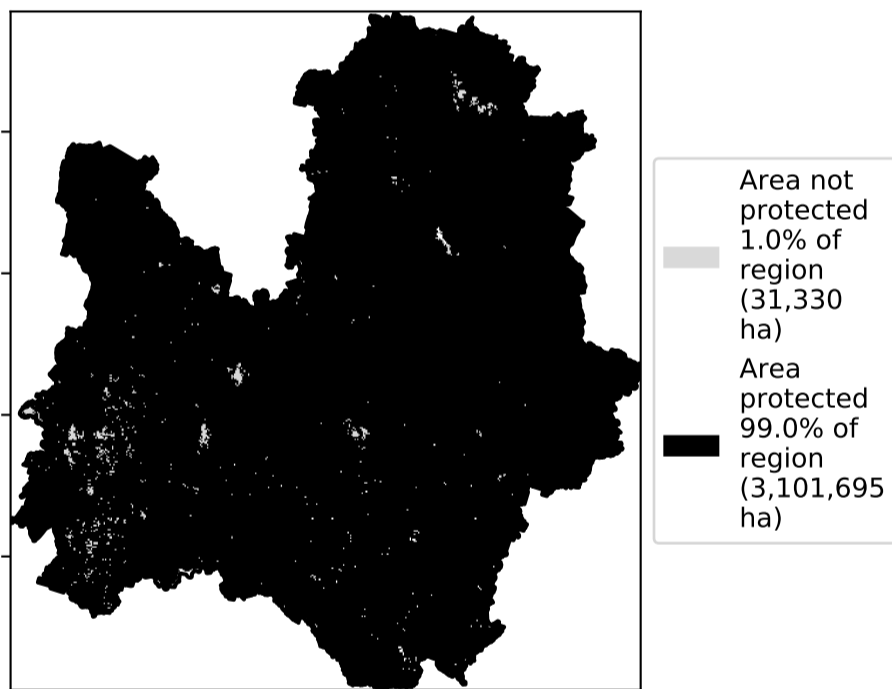 Area not
protected
1.0% of
region
(31,330
ha)
Area
protected
99.0% of
region
(3,101,695
ha)